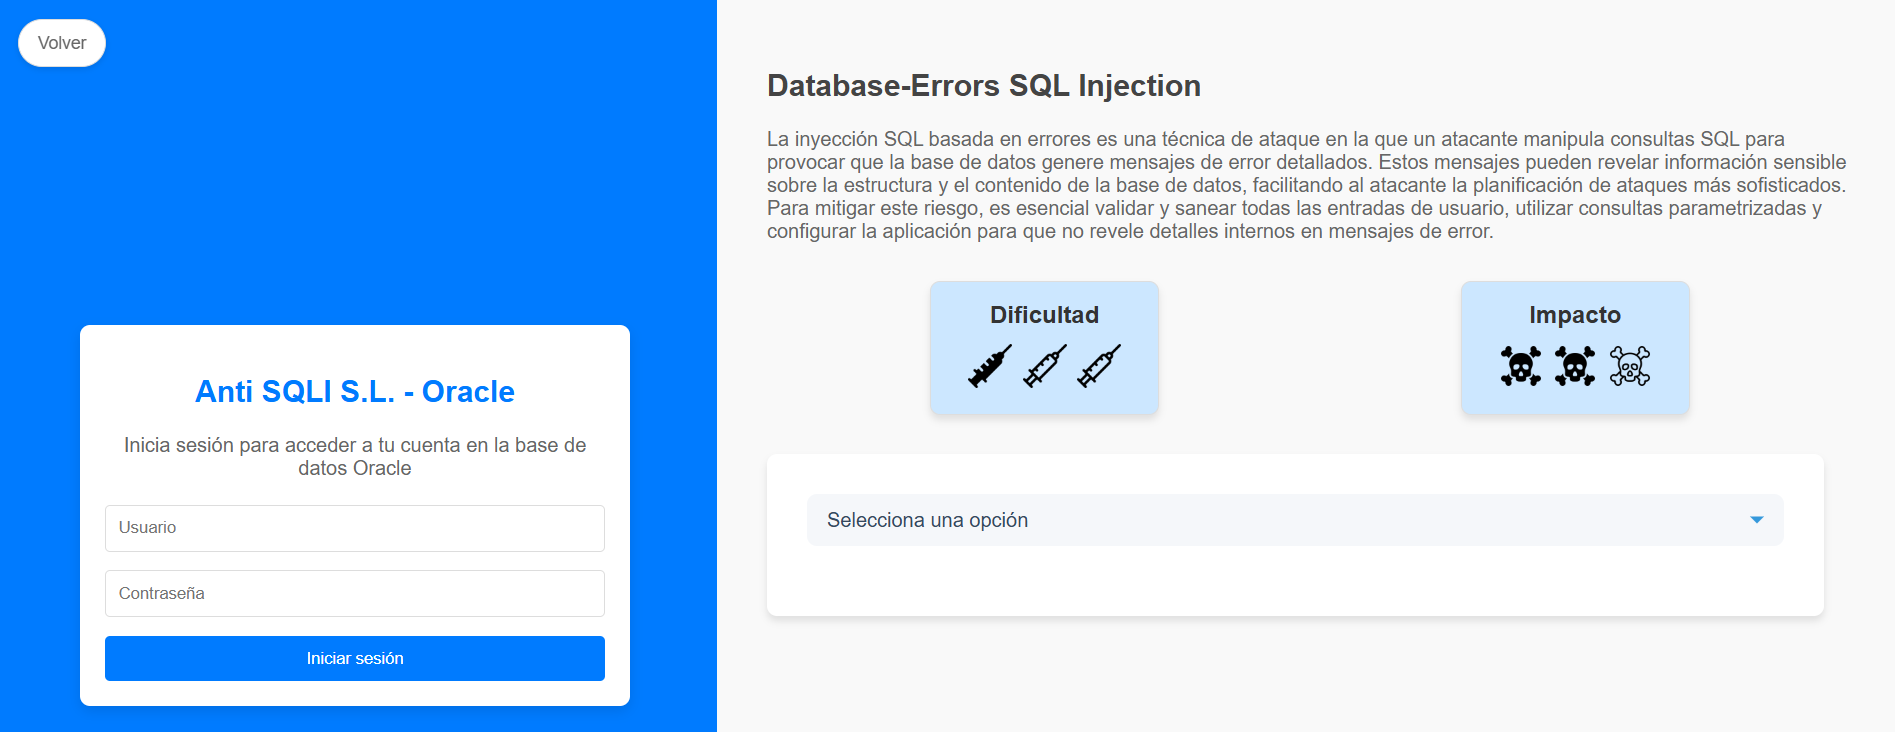 Volver
Anti SQLI S.L. - Oracle
Inicia sesión para acceder a tu cuenta en la base de
datos Oracle
Usuario
Contraseña
Iniciar sesión
Database-Errors SQL Injection
La inyección SQL basada en errores es una técnica de ataque en la que un atacante manipula consultas SQL para
provocar que la base de datos genere mensajes de error detallados. Estos mensajes pueden revelar información sensible
sobre la estructura y el contenido de la base de datos, facilitando al atacante la planificación de ataques más sofisticados.
Para mitigar este riesgo, es esencial validar y sanear todas las entradas de usuario, utilizar consultas parametrizadas y
configurar la aplicación para que no revele detalles internos en mensajes de error.
Dificultad
Impacto
Selecciona una opción